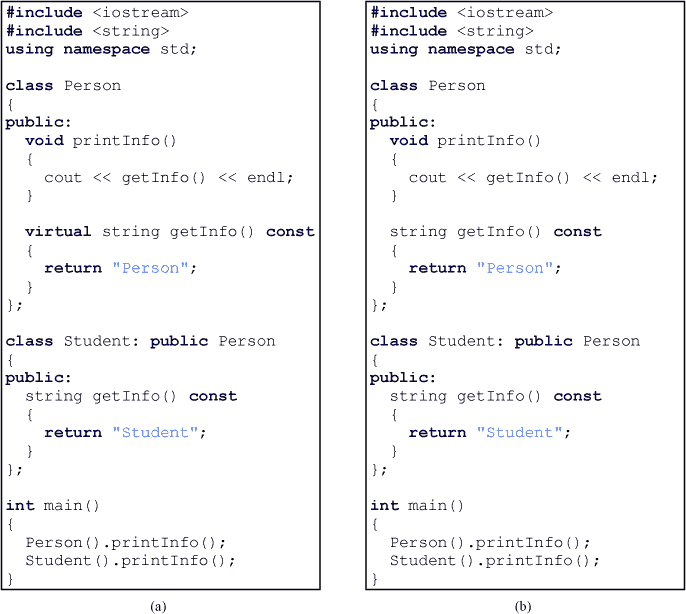 #include <iostream>
#include <string>
using namespace std;
class Person
{
public:
void printInfo()
{
cout << getInfo() << endl;
}
virtual string getInfo() const
{
return "Person";
}
};
class Student: public Person
{
public:
string getInfo() const
{
return "Student";
}
};
int main()
{
Person().printInfo();
Student().printInfo();
}
(a)
#include <iostream>
#include <string>
using namespace std;
class Person
{
public:
void printInfo()
{
cout << getInfo() << endl;
}
string getInfo() const
{
return "Person";
}
};
class Student: public Person
{
public:
string getInfo() const
{
return "Student";
}
};
int main()
{
Person().printInfo();
Student().printInfo();
}
(b)